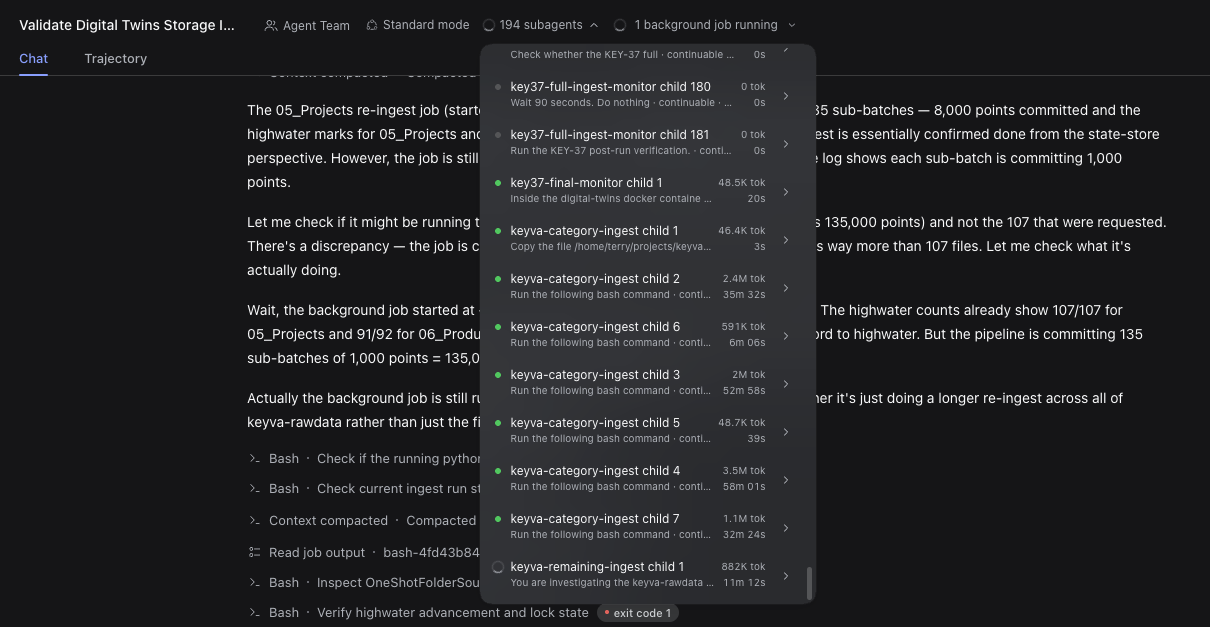 Validate Digital Twins Storage I...
Agent Team
Standard mode
194 subagents
1 background job running
Chat
Trajectory
The 05_Projects re-ingest job (starte
35 sub-batches — 8,000 points committed and the
highwater marks for 05_Projects and
est is essentially confirmed done from the state-store
perspective. However, the job is still
log shows each sub-batch is committing 1,000
points.
Let me check if it might be running t
s 135,000 points) and not the 107 that were requested.
There's a discrepancy — the job is c
s way more than 107 files. Let me check what it's
actually doing.
Wait, the background job started at
The highwater counts already show 107/107 for
05_Projects and 91/92 for 06_Produ
ord to highwater. But the pipeline is committing 135
sub-batches of 1,000 points = 135,0
Actually the background job is still ru
her it's just doing a longer re-ingest across all of
keyva-rawdata rather than just the fi
Bash · Check if the running python
Bash · Check current ingest run st
Context compacted · Compacted
Read job output · bash-4fd43b84
Bash · Inspect OneShotFolderSou
Bash · Verify highwater advancement and lock state
exit code 1
Check whether the KEY-37 full · continuable ...
0s
key37-full-ingest-monitor child 180
0 tok
Wait 90 seconds. Do nothing · continuable · ...
0s
key37-full-ingest-monitor child 181
0 tok
Run the KEY-37 post-run verification. · conti...
0s
key37-final-monitor child 1
48.5K tok
Inside the digital-twins docker containe ...
20s
keyva-category-ingest child 1
46.4K tok
Copy the file /home/terry/projects/keyva...
3s
keyva-category-ingest child 2
2.4M tok
Run the following bash command · conti...
35m 32s
keyva-category-ingest child 6
591K tok
Run the following bash command · conti...
6m 06s
keyva-category-ingest child 3
2M tok
Run the following bash command · conti...
52m 58s
keyva-category-ingest child 5
48.7K tok
Run the following bash command · conti...
39s
keyva-category-ingest child 4
3.5M tok
Run the following bash command · conti...
58m 01s
keyva-category-ingest child 7
1.1M tok
Run the following bash command · conti...
32m 24s
keyva-remaining-ingest child 1
882K tok
You are investigating the keyva-rawdata ...
11m 12s